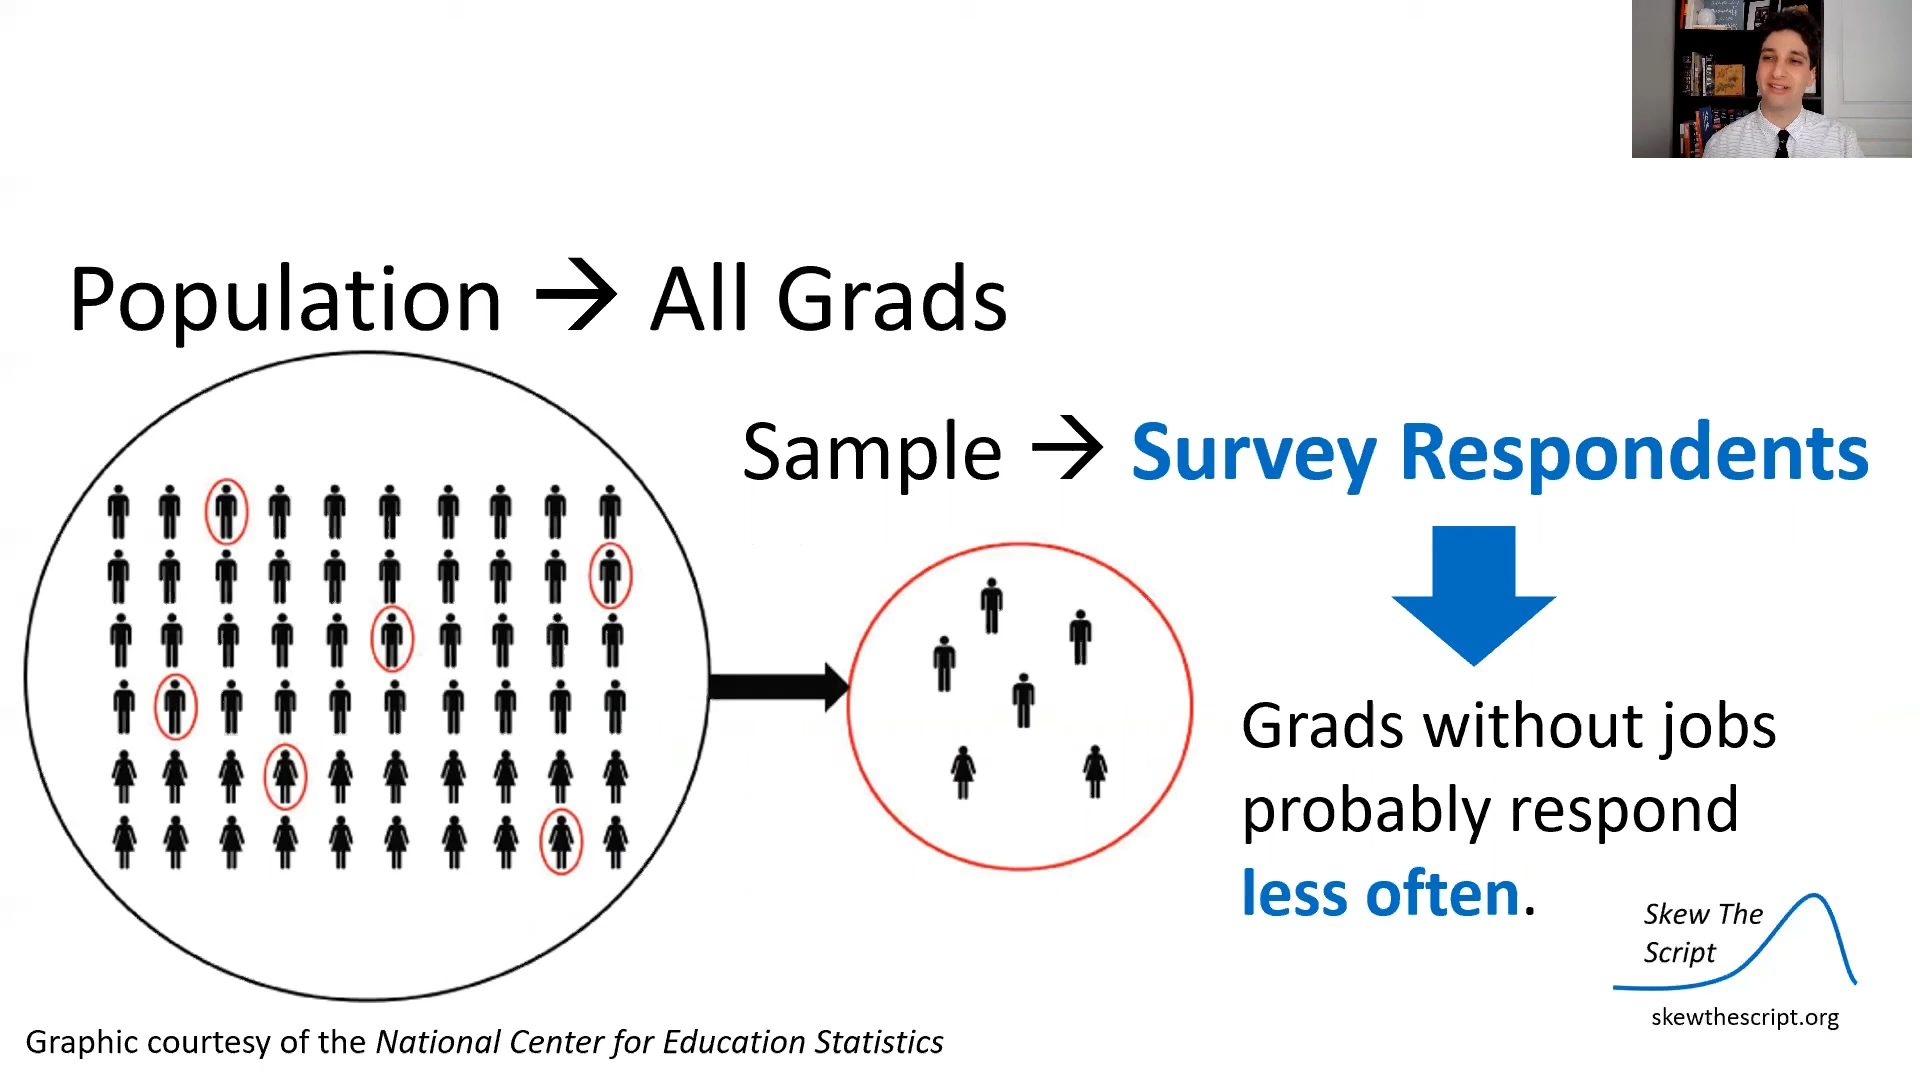 Population → All Grads
Sample → Survey Respondents
Grads without jobs
probably respond
less often.
Skew The
Script
skewthescript.org
Graphic courtesy of the National Center for Education Statistics